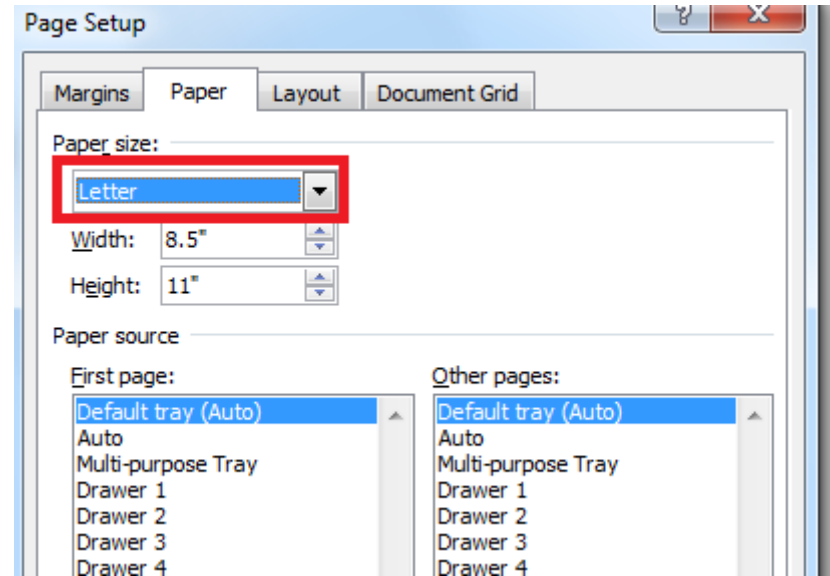 Page Setup
Margins Paper Layout Document Grid
Paper size:
Letter
Width: 8.5"
Height: 11"
Paper source
First page: Other pages:
Default tray (Auto) Default tray (Auto)
Auto Auto
Multi-purpose Tray Multi-purpose Tray
Drawer 1 Drawer 1
Drawer 2 Drawer 2
Drawer 3 Drawer 3
Drawer 4 Drawer 4